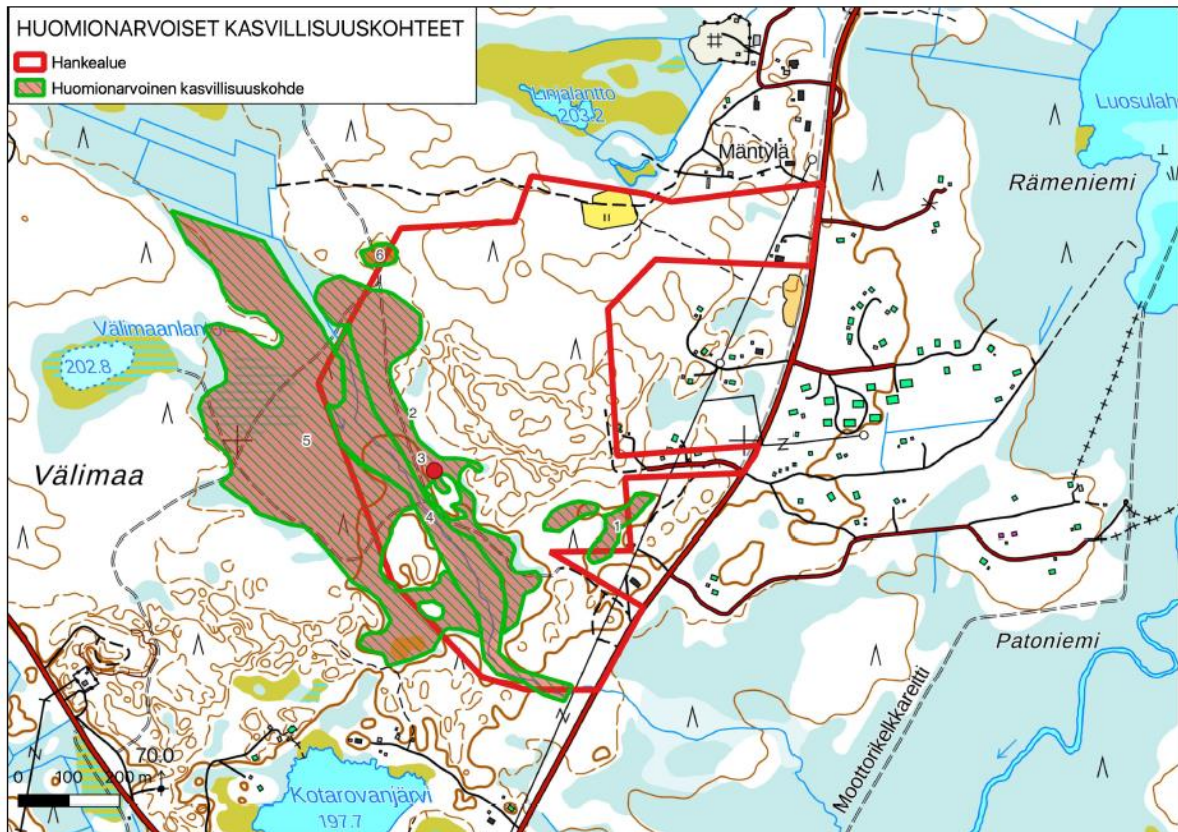 HUOMIONARVOISET KASVILLISUUSKOHTEET
Hankealue
Huomionarvoinen kasvillisuuskohde
Linjalantto
203.2
Mäntylä
Luosulah
Rämeniemi
6
Välimaanlantto
202.8
2
5
3
Välimaa
4
1
Z
Patoniemi
Moottorikelkkareitti
N
N
70.0
0 100 200 m
Kotarovanjärvi
197.7